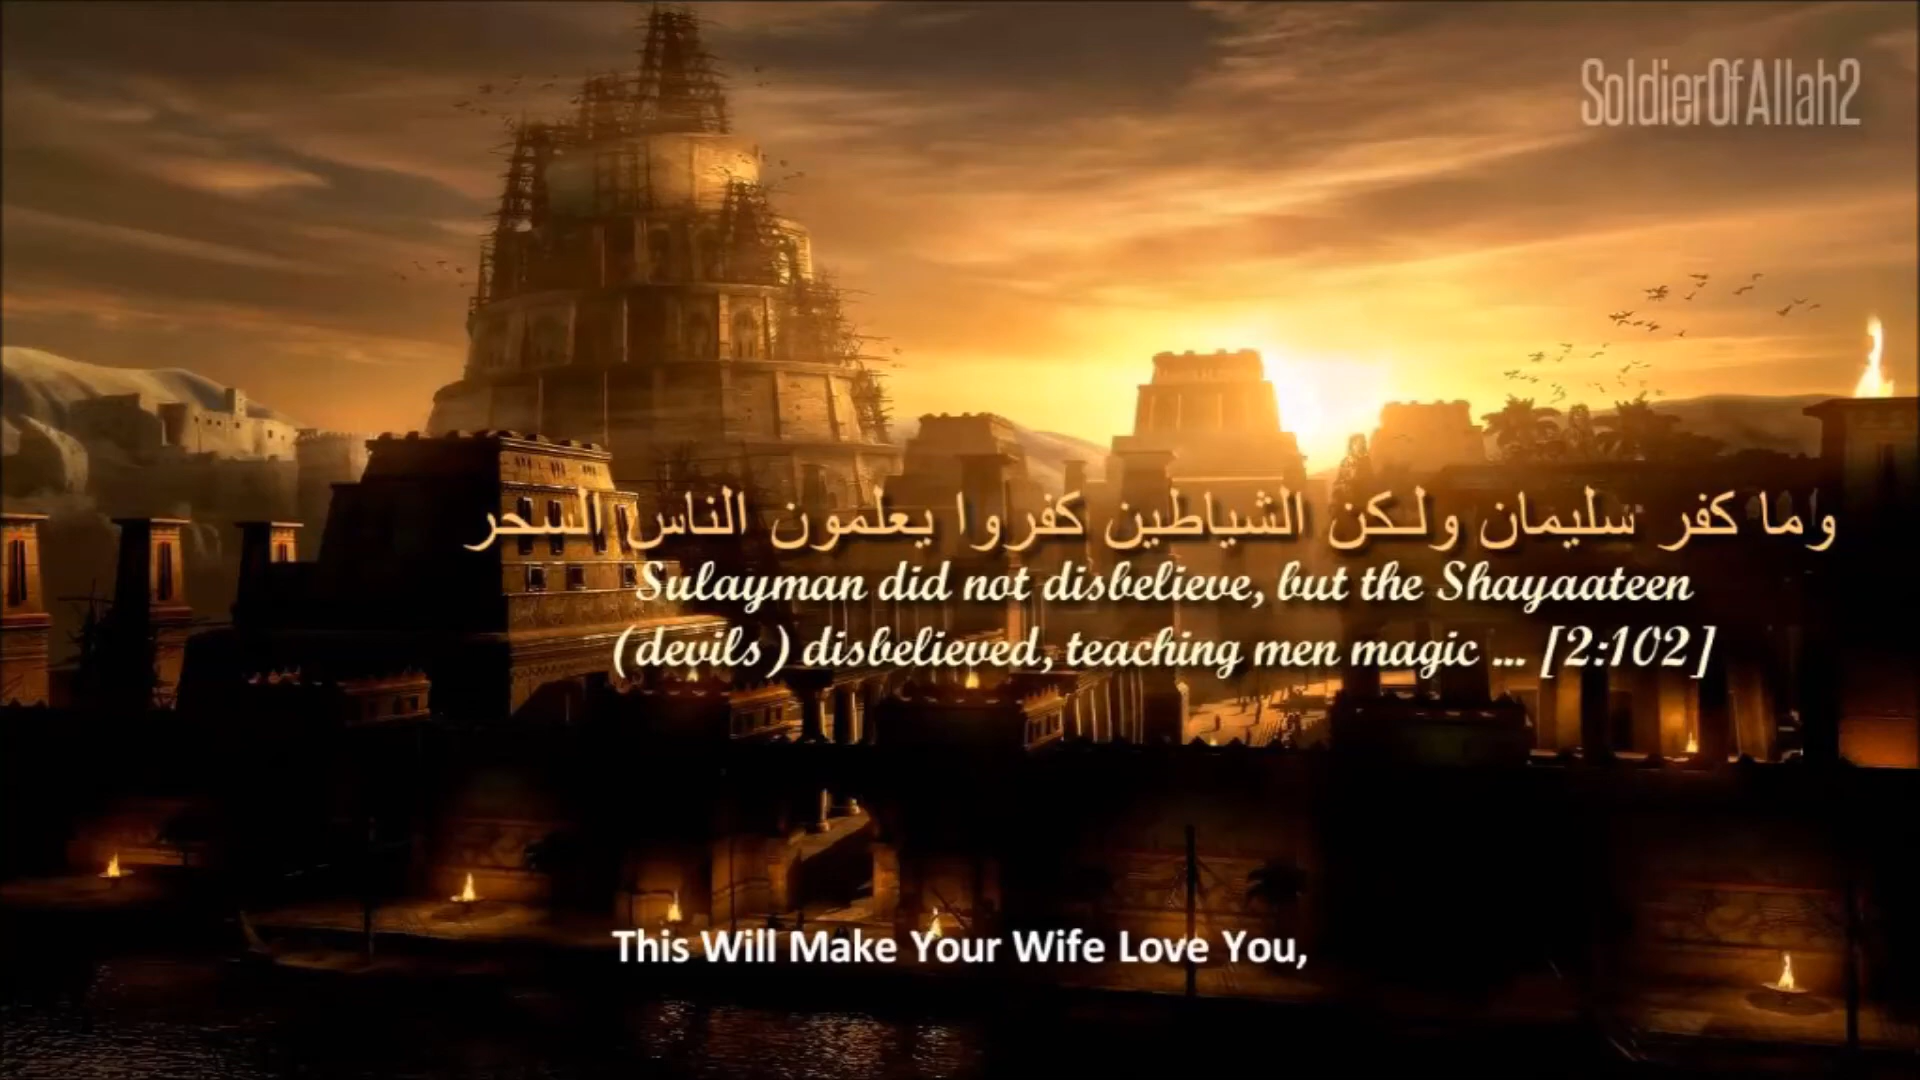 SoldierOfAllah2
وما كفر سليمان ولـكن الشياطين كفروا يعلمون الناس السحر
Sulayman did not disbelieve, but the Shayaateen
(devils) disbelieved, teaching men magic ... [2:102]
This Will Make Your Wife Love You,